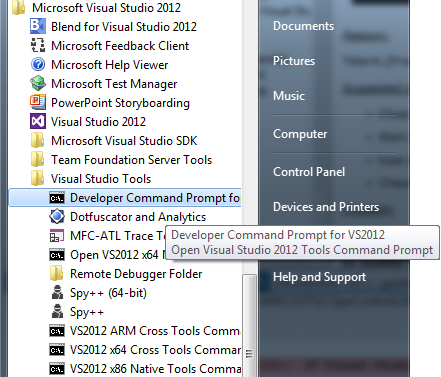 Microsoft Visual Studio 2012
Blend for Visual Studio 2012
Microsoft Feedback Client
Microsoft Help Viewer
Microsoft Test Manager
PowerPoint Storyboarding
Visual Studio 2012
Microsoft Visual Studio SDK
Team Foundation Server Tools
Visual Studio Tools
Developer Command Prompt fo
Dotfuscator and Analytics
MFC-ATL Trace T
Open VS2012 x64
Remote Debugger Folder
Spy++ (64-bit)
Spy++
VS2012 ARM Cross Tools Comma
VS2012 x64 Cross Tools Comma
VS2012 x86 Native Tools Comma
Developer Command Prompt for VS2012
Open Visual Studio 2012 Tools Command Prompt
Documents
Pictures
Music
Computer
Control Panel
Devices and Printers
Help and Support